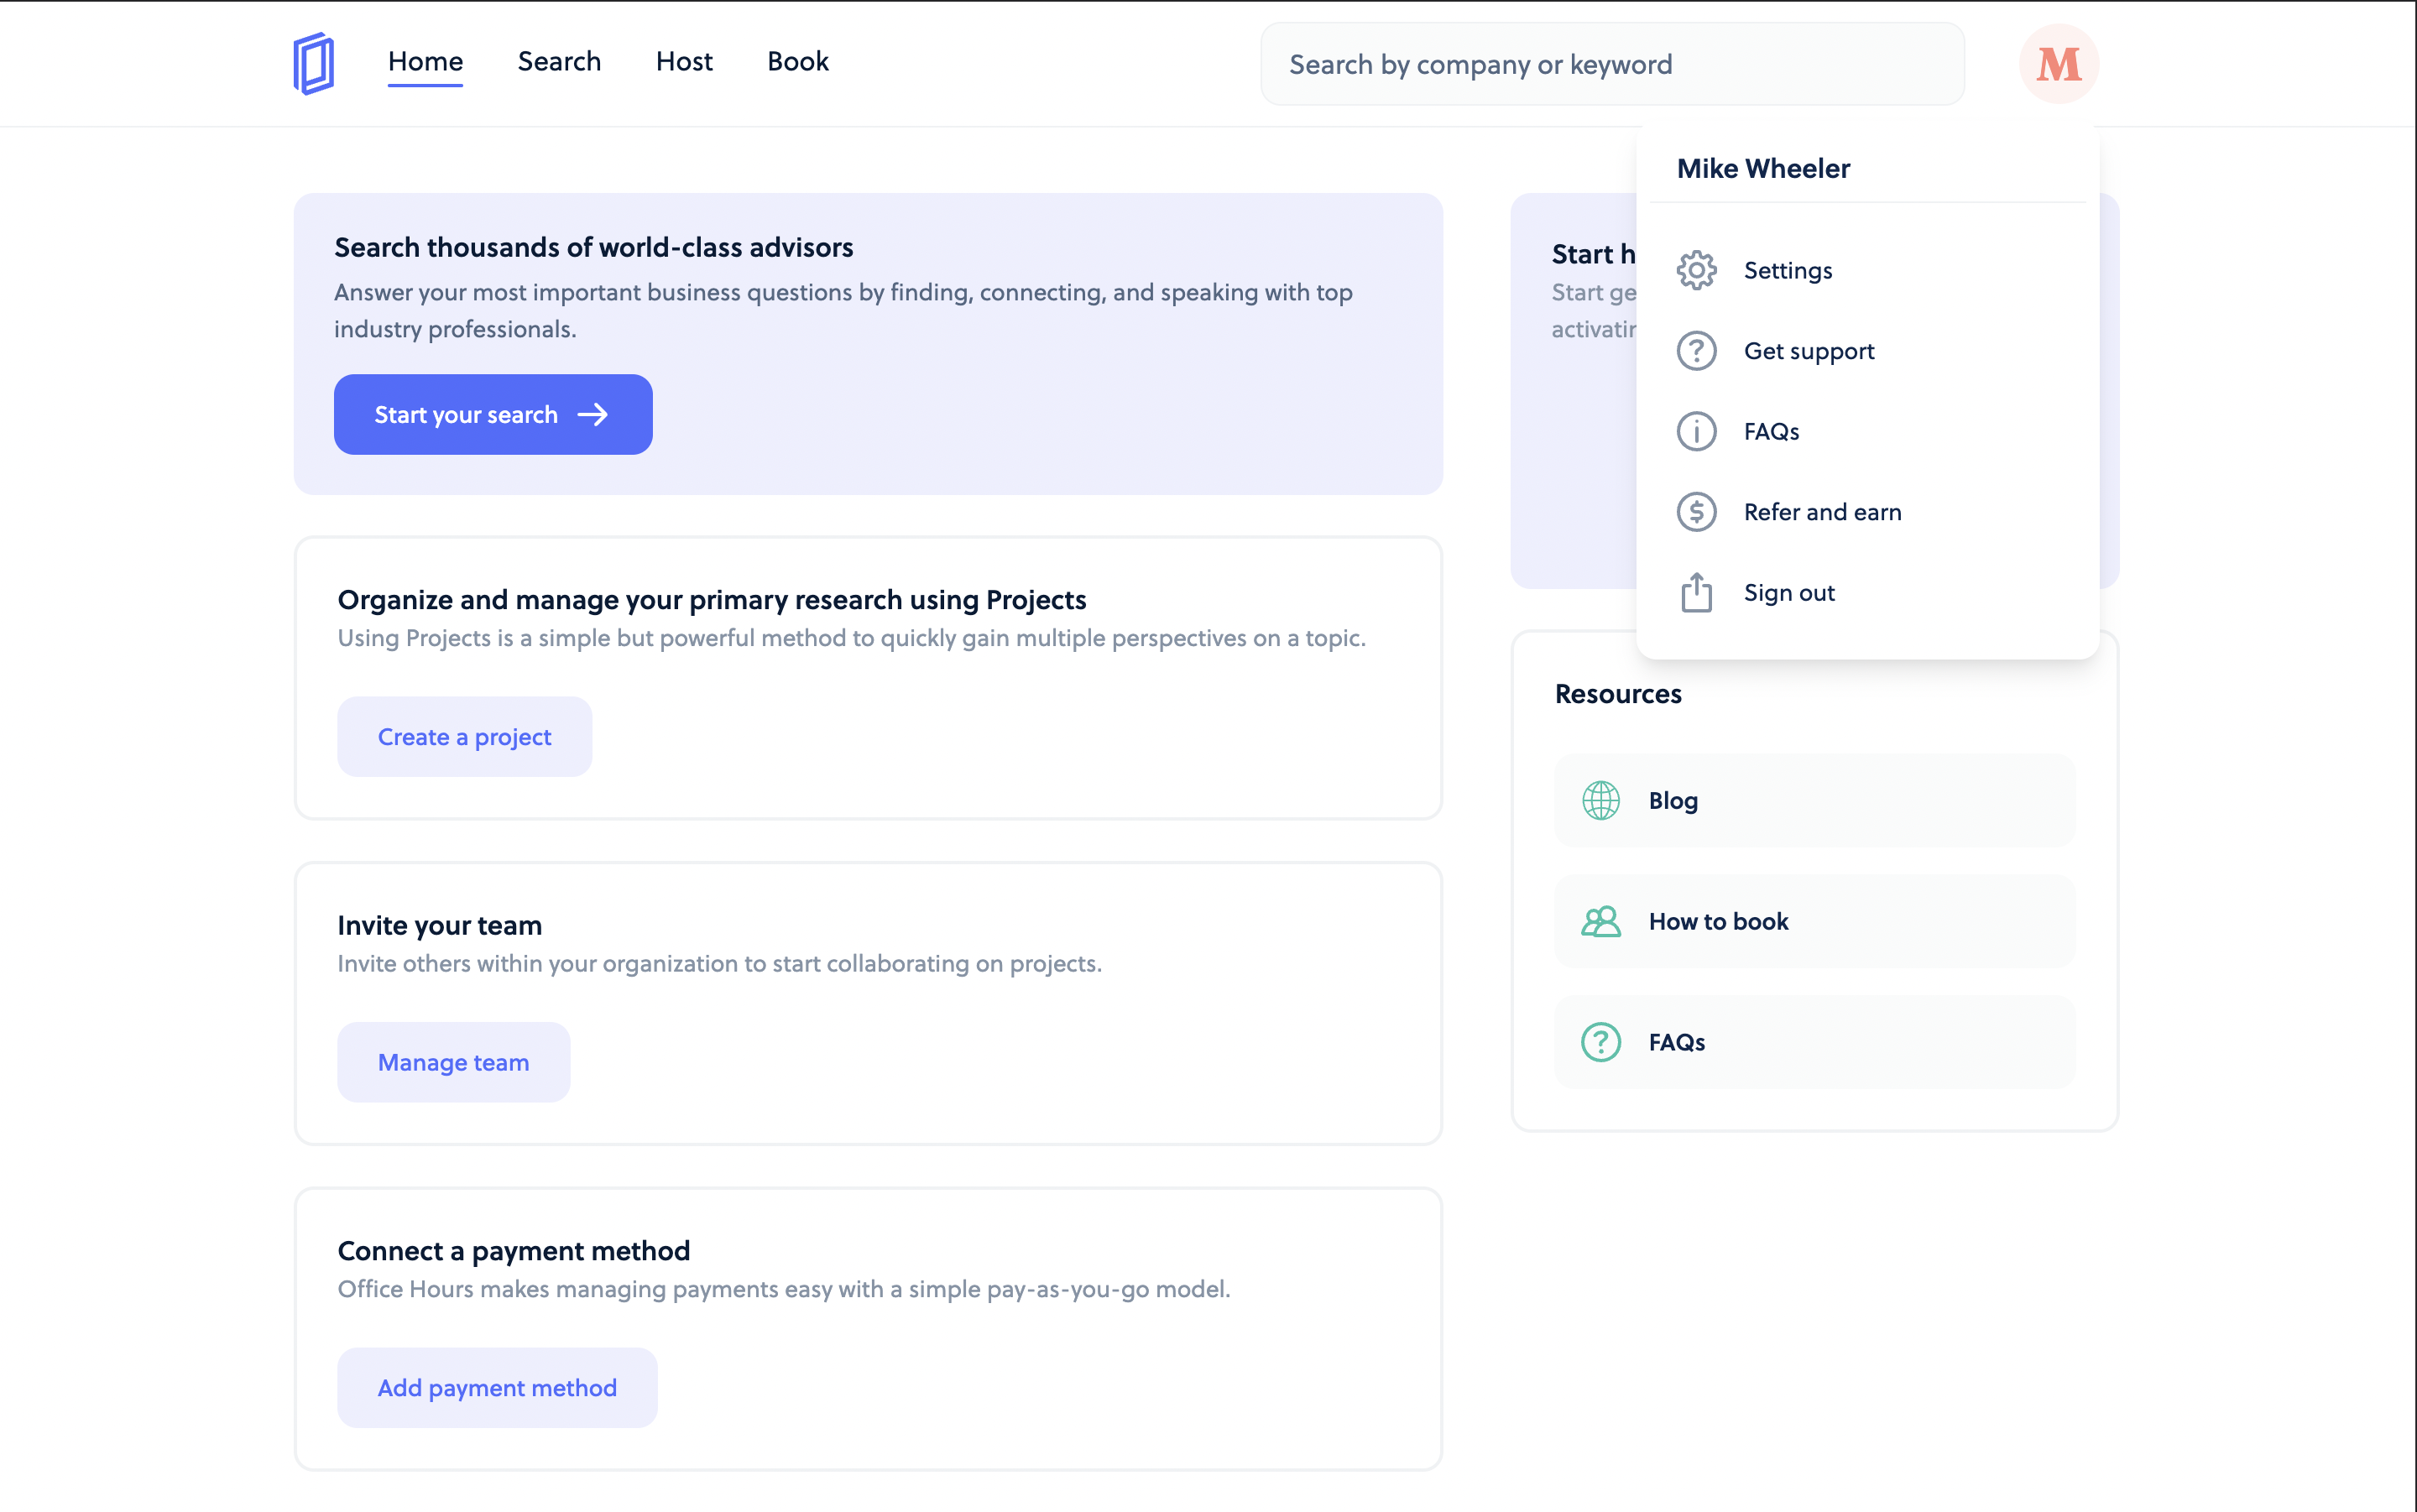 Home
Search
Host
Book
Search by company or keyword
M
Mike Wheeler
Settings
Get support
FAQs
Refer and earn
Sign out
Search thousands of world-class advisors
Answer your most important business questions by finding, connecting, and speaking with top
industry professionals.
Start your search
Organize and manage your primary research using Projects
Using Projects is a simple but powerful method to quickly gain multiple perspectives on a topic.
Create a project
Invite your team
Invite others within your organization to start collaborating on projects.
Manage team
Connect a payment method
Office Hours makes managing payments easy with a simple pay-as-you-go model.
Add payment method
Start h
Start ge
Resources
Blog
How to book
FAQs